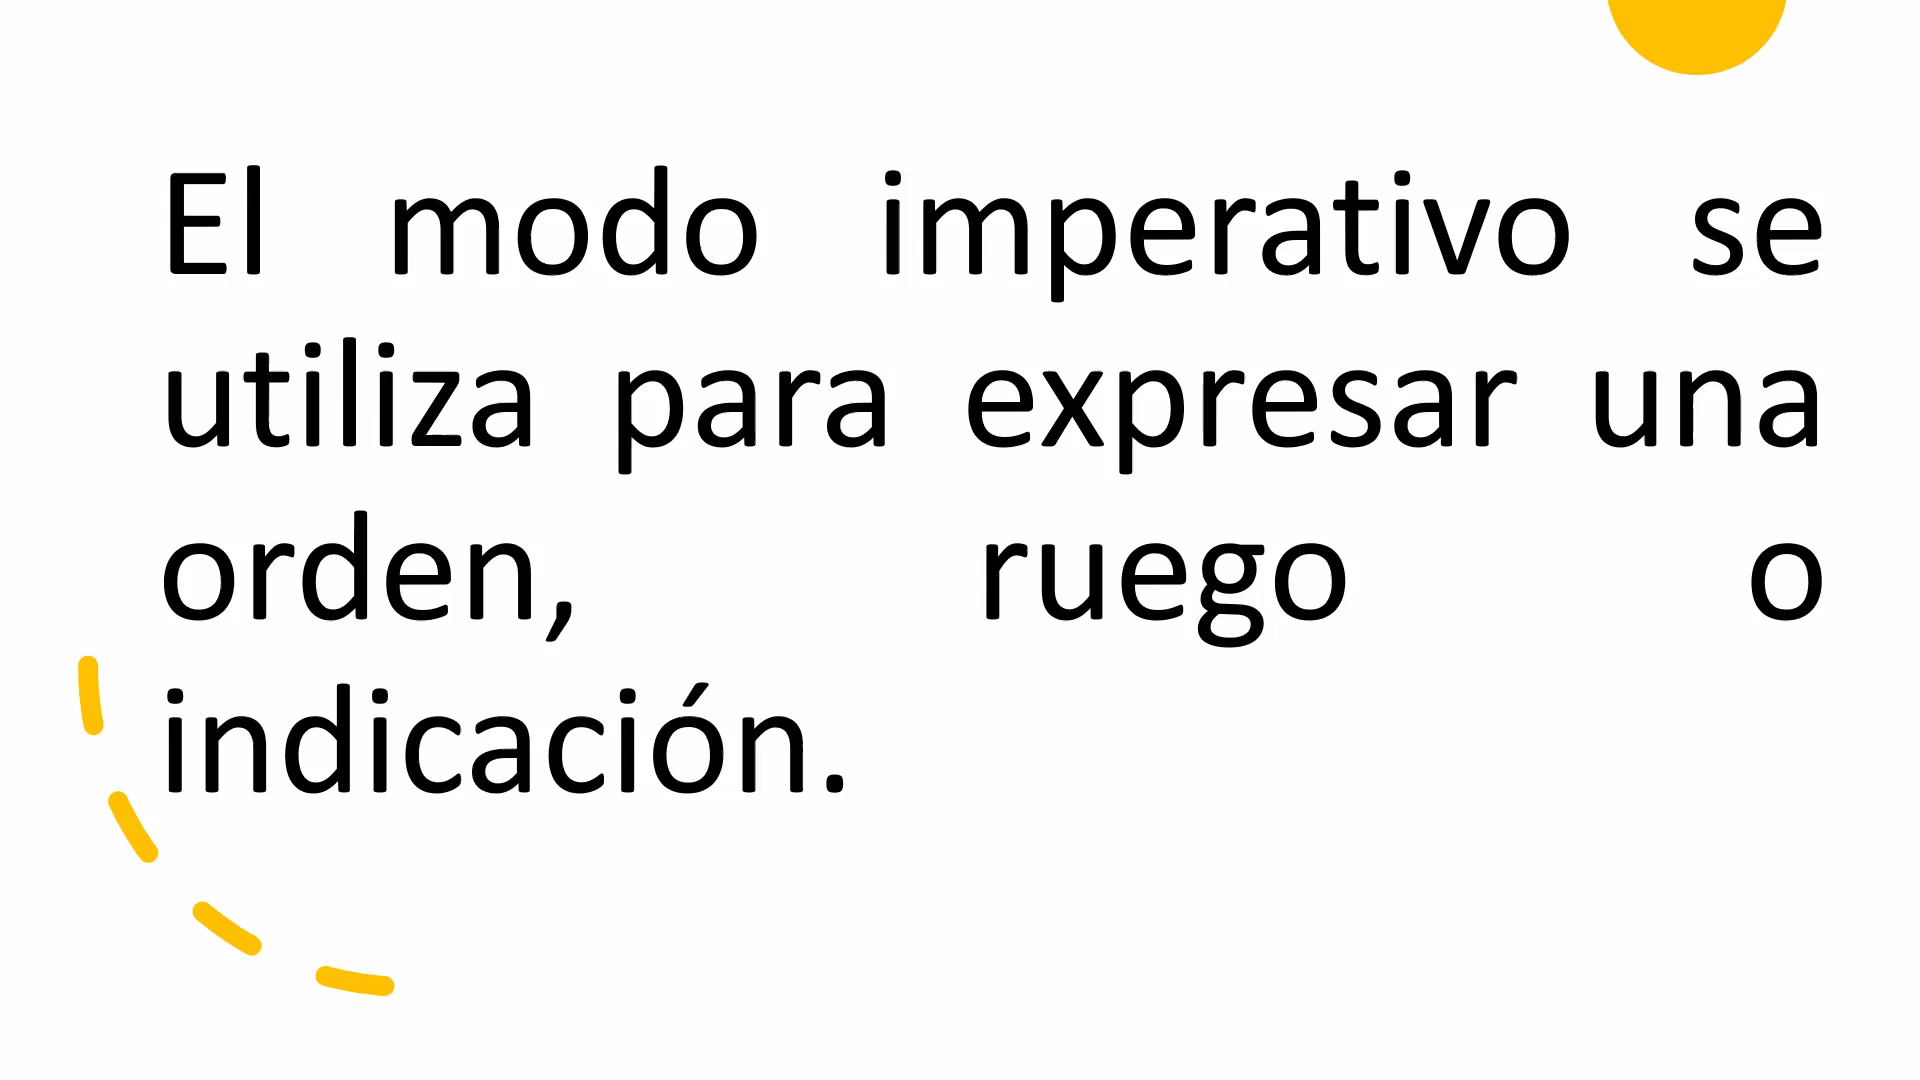 El modo imperativo se
utiliza para expresar una
orden, ruego o
indicación.